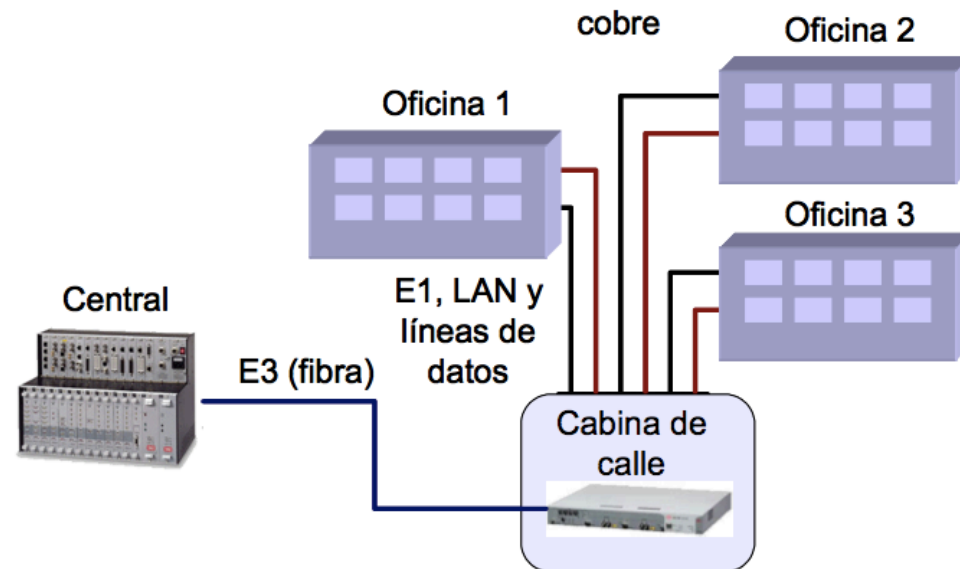 cobre
Oficina 2
Oficina 1
Oficina 3
E1, LAN y
líneas de
datos
Central
E3 (fibra)
Cabina de
calle